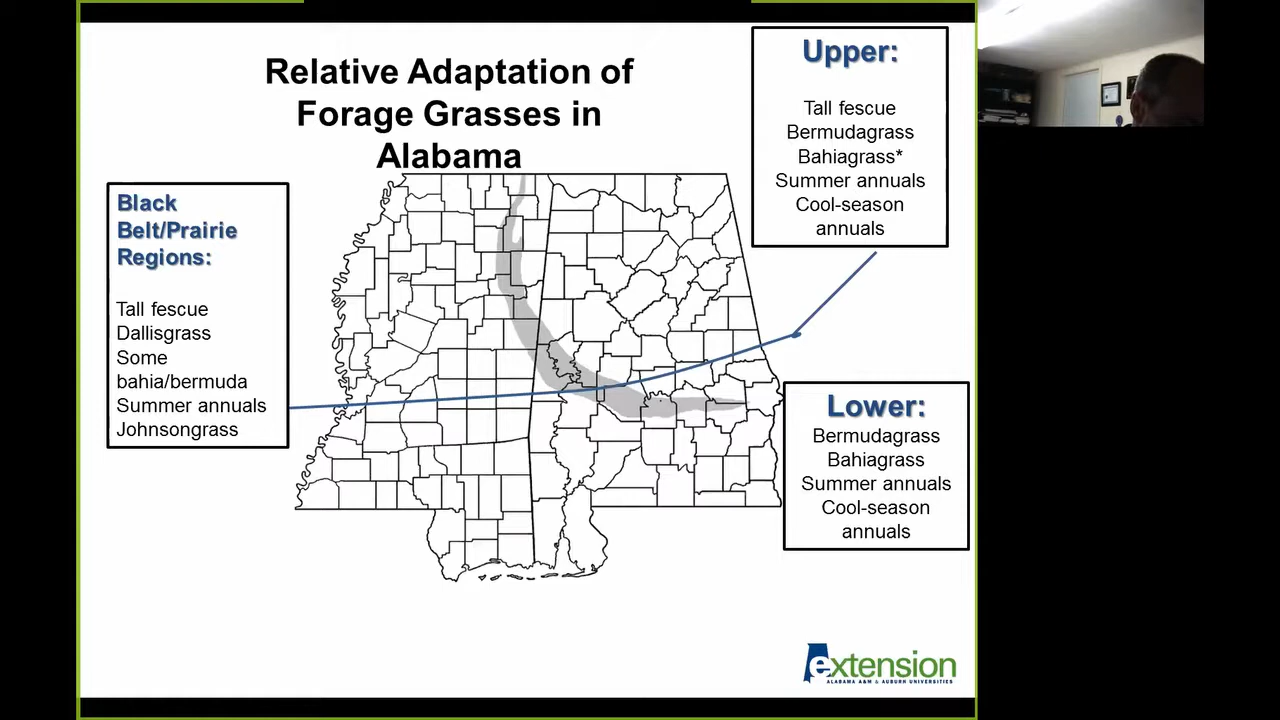 Relative Adaptation of
Forage Grasses in
Alabama
Upper:
Tall fescue
Bermudagrass
Bahiagrass*
Summer annuals
Cool-season
annuals
Black
Belt/Prairie
Regions:
Tall fescue
Dallisgrass
Some
bahia/bermuda
Summer annuals
Johnsongrass
Lower:
Bermudagrass
Bahiagrass
Summer annuals
Cool-season
annuals
extension
ALABAMA A&M & AUBURN UNIVERSITIES